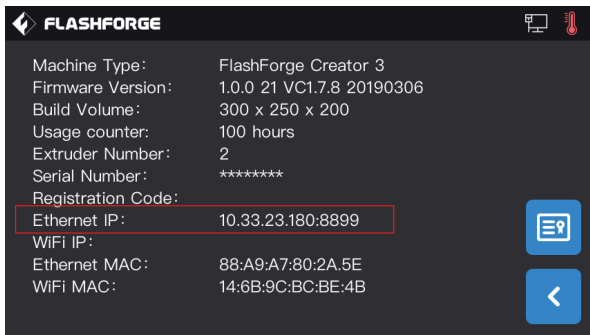 FLASHFORGE
Machine Type: FlashForge Creator 3
Firmware Version: 1.0.0 21 VC1.7.8 20190306
Build Volume: 300 x 250 x 200
Usage counter: 100 hours
Extruder Number: 2
Serial Number: ********
Registration Code:
Ethernet IP: 10.33.23.180:8899
WiFi IP:
Ethernet MAC: 88:A9:A7:80:2A.5E
WiFi MAC: 14:6B:9C:BC:BE:4B